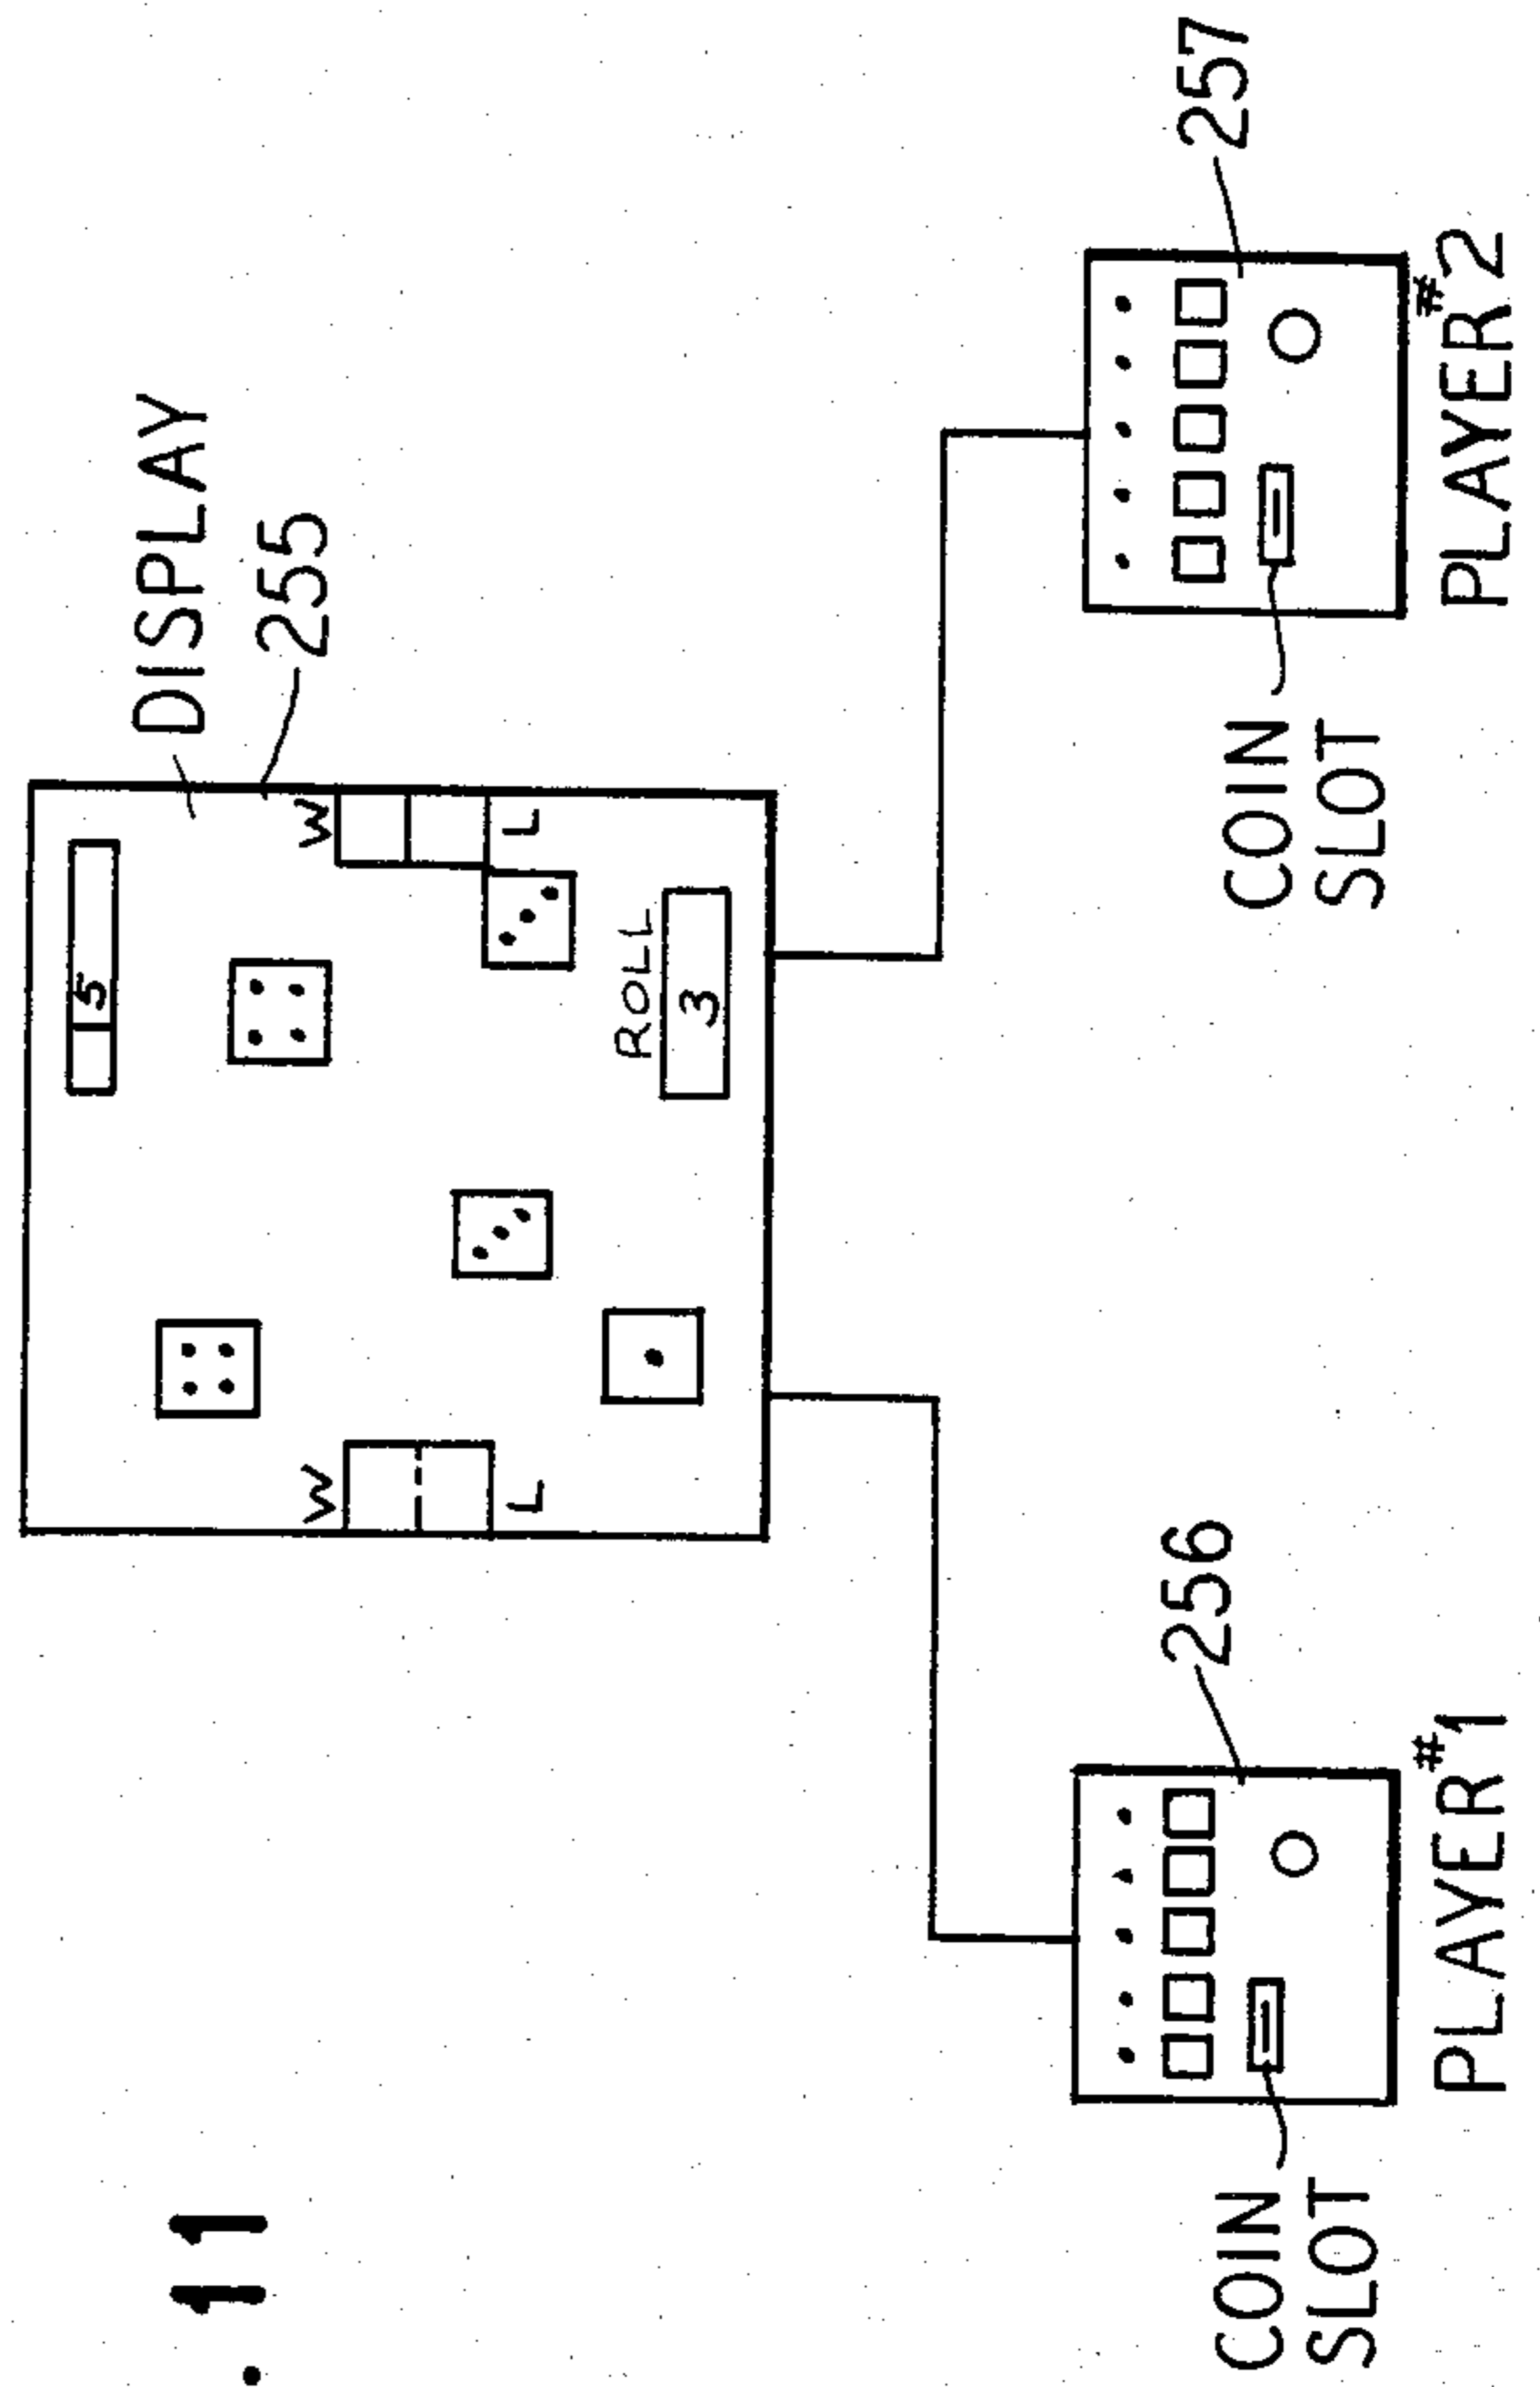 . 11
DISPLAY
255
5
W
W
L
L
ROLL
3
256
257
COIN
SLOT
COIN
SLOT
PLAYER #1
PLAYER #2